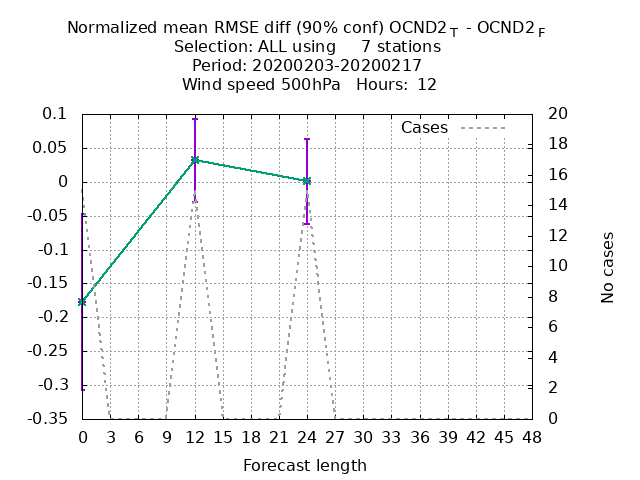 Normalized mean RMSE diff (90% conf) OCND2 T - OCND2 F
Selection: ALL using 7 stations
Period: 20200203-20200217
Wind speed 500hPa Hours: 12
Cases
0.1
0.05
0
-0.05
-0.1
-0.15
-0.2
-0.25
-0.3
-0.35
20
18
16
14
12
10
8
6
4
2
0
No cases
0 3 6 9 12 15 18 21 24 27 30 33 36 39 42 45 48
Forecast length